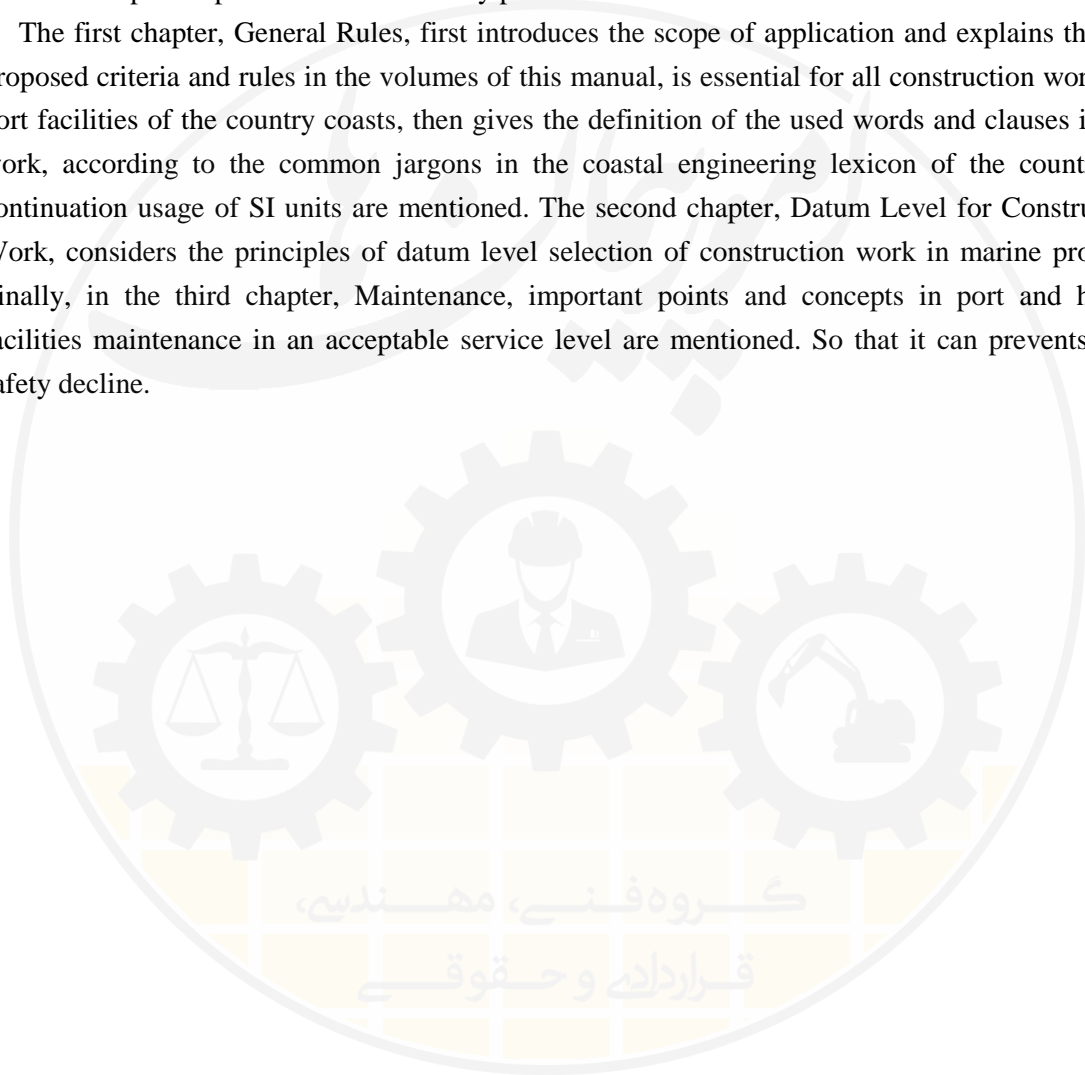 The first chapter, General Rules, first introduces the scope of application and explains th
roposed criteria and rules in the volumes of this manual, is essential for all construction wor
ort facilities of the country coasts, then gives the definition of the used words and clauses i
ork, according to the common jargons in the coastal engineering lexicon of the count
ontinuation usage of SI units are mentioned. The second chapter, Datum Level for Constru
Work, considers the principles of datum level selection of construction work in marine pro
inally, in the third chapter, Maintenance, important points and concepts in port and h
acilities maintenance in an acceptable service level are mentioned. So that it can prevents
afety decline.
گروه فنی، مهندسی،
قراردادی و حقوقی